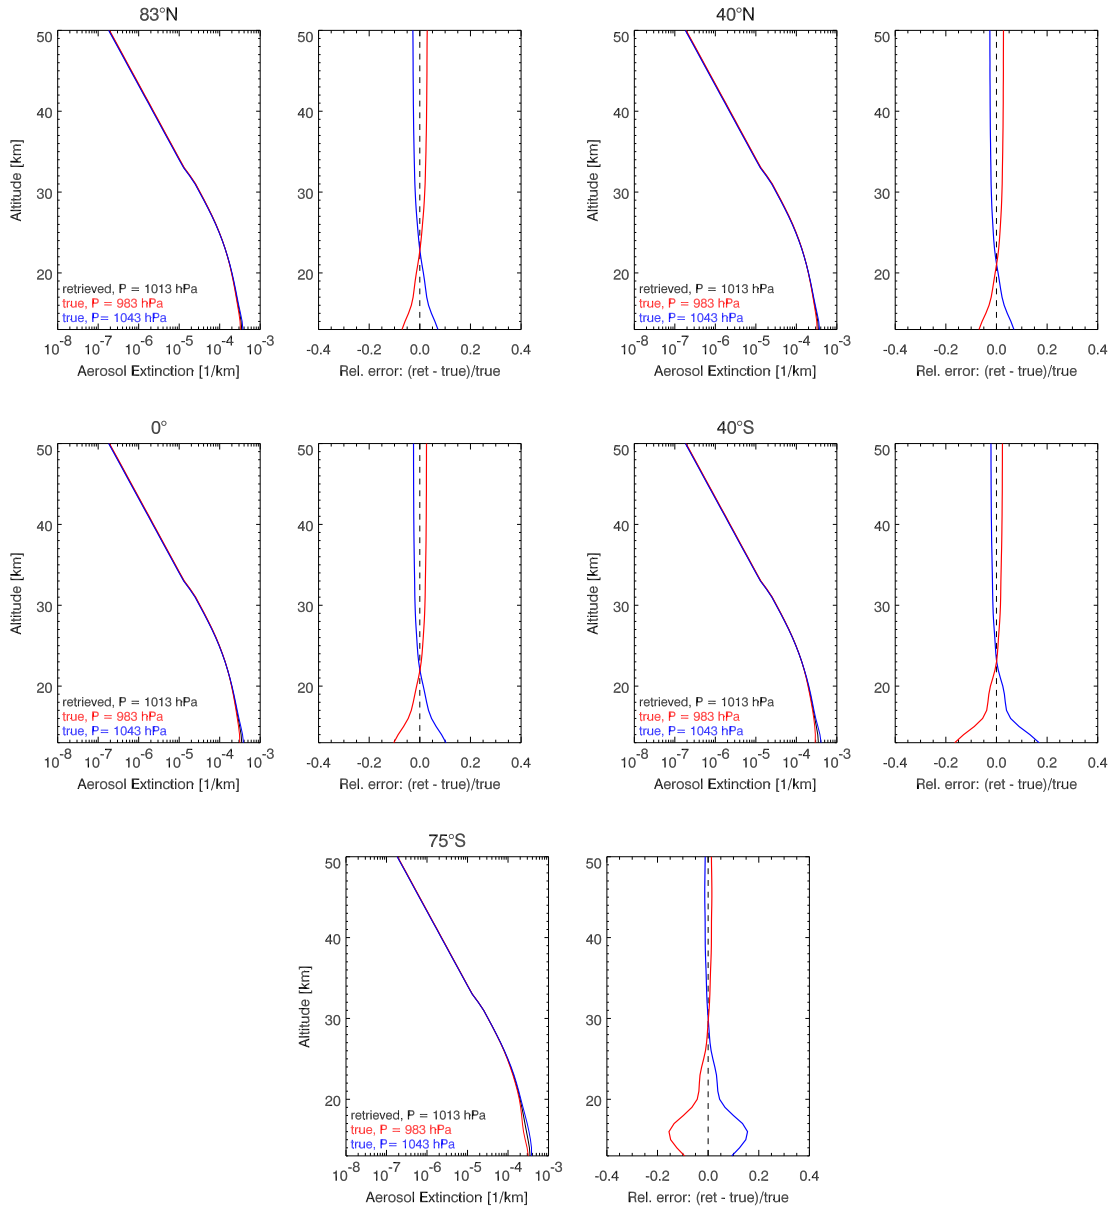 83°N
50
40
30
20
Altitude [km]
retrieved, P = 1013 hPa
true, P = 983 hPa
true, P= 1043 hPa
10-8 10-7 10-6 10-5 10-4 10-3
Aerosol Extinction [1/km]
-0.4 -0.2 0.0 0.2 0.4
Rel. error: (ret - true)/true
40°N
50
40
30
20
Altitude [km]
retrieved, P = 1013 hPa
true, P = 983 hPa
true, P= 1043 hPa
10-8 10-7 10-6 10-5 10-4 10-3
Aerosol Extinction [1/km]
-0.4 -0.2 0.0 0.2 0.4
Rel. error: (ret - true)/true
0°
50
40
30
20
Altitude [km]
retrieved, P = 1013 hPa
true, P = 983 hPa
true, P= 1043 hPa
10-8 10-7 10-6 10-5 10-4 10-3
Aerosol Extinction [1/km]
50
40
30
20
-0.4 -0.2 0.0 0.2 0.4
Rel. error: (ret - true)/true
40°S
50
40
30
20
Altitude [km]
retrieved, P = 1013 hPa
true, P = 983 hPa
true, P= 1043 hPa
10-8 10-7 10-6 10-5 10-4 10-3
Aerosol Extinction [1/km]
50
40
30
20
-0.4 -0.2 0.0 0.2 0.4
Rel. error: (ret - true)/true
75°S
50
40
30
20
Altitude [km]
retrieved, P = 1013 hPa
true, P = 983 hPa
true, P= 1043 hPa
10-8 10-7 10-6 10-5 10-4 10-3
Aerosol Extinction [1/km]
50
40
30
20
-0.4 -0.2 0.0 0.2 0.4
Rel. error: (ret - true)/true